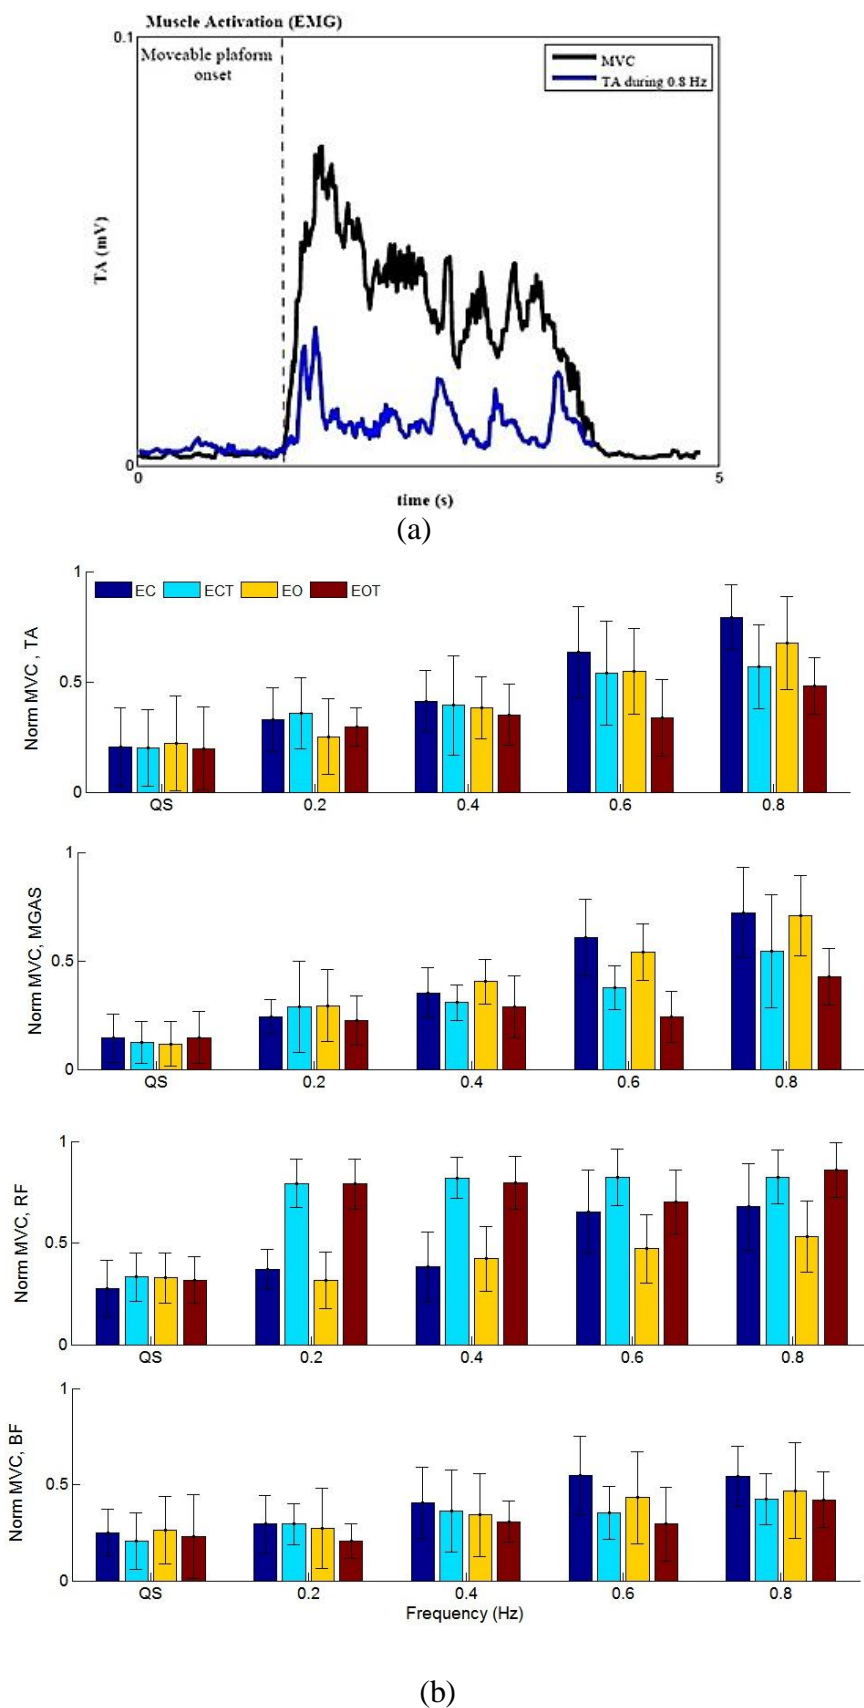 Muscle Activation (EMG)
0.1
Moveable plaform
onset
MVC
TA during 0.8 Hz
TA (mV)
0
0
5
time (s)
(a)
1
EC ECT EO EOT
Norm MVC , TA
0.5
0
QS 0.2 0.4 0.6 0.8
1
Norm MVC, MGAS
0.5
0
QS 0.2 0.4 0.6 0.8
1
Norm MVC, RF
0.5
0
QS 0.2 0.4 0.6 0.8
1
Norm MVC, BF
0.5
0
QS 0.2 0.4 0.6 0.8
Frequency (Hz)
(b)